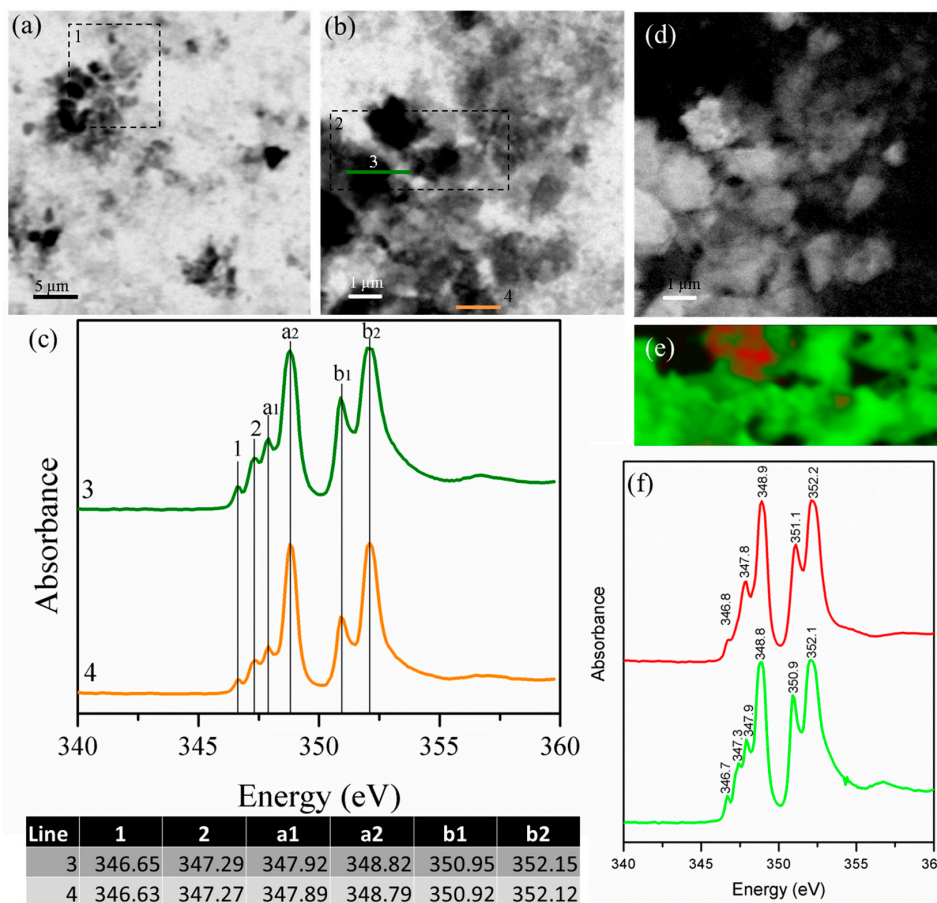 (a)
1
5 μm
(b)
2
3
1 μm
4
(d)
1 μm
(c)
a2
b2
b1
a1
2
1
3
4
Absorbance
340 345 350 355 360
Energy (eV)
Line 1 2 a1 a2 b1 b2
3 346.65 347.29 347.92 348.82 350.95 352.15
4 346.63 347.27 347.89 348.79 350.92 352.12
(e)
(f)
346.8
347.8
348.9
351.1
352.2
346.7
347.3
347.9
348.8
350.9
352.1
Absorbance
340 345 350 355 36
Energy (eV)